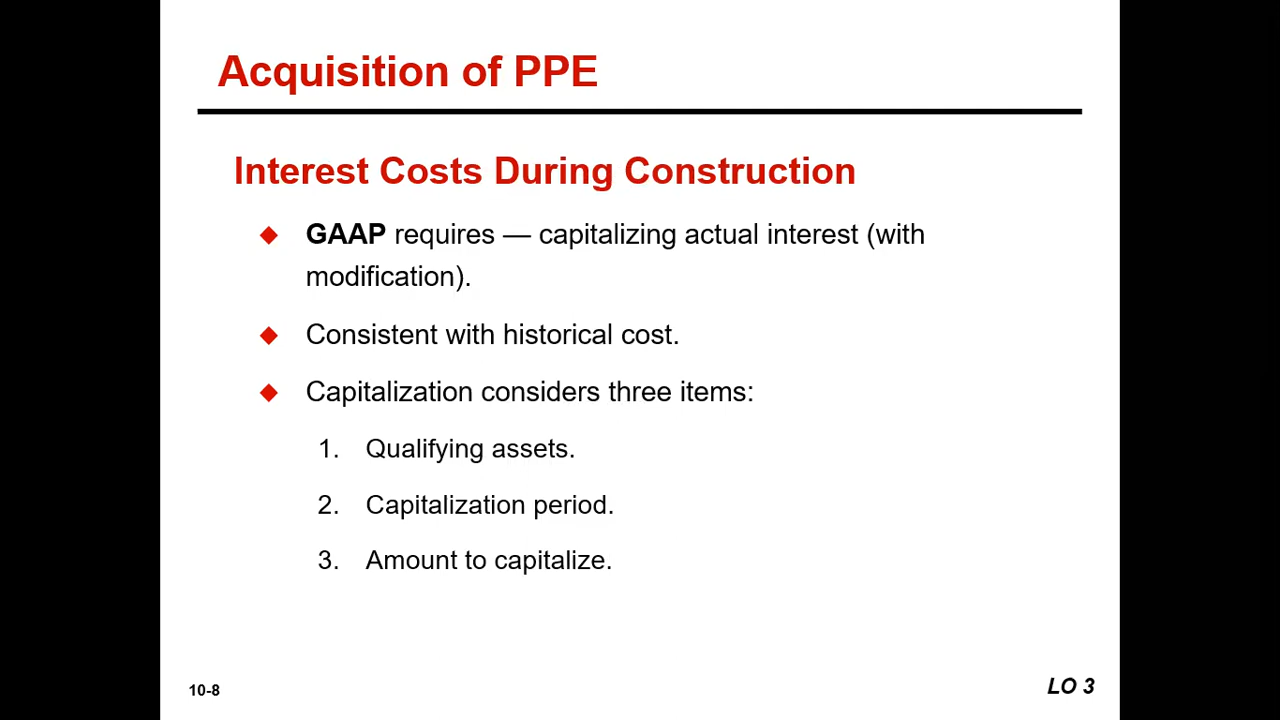 Acquisition of PPE
Interest Costs During Construction
◆ GAAP requires — capitalizing actual interest (with
modification).
◆ Consistent with historical cost.
◆ Capitalization considers three items:
1. Qualifying assets.
2. Capitalization period.
3. Amount to capitalize.
10-8
LO 3